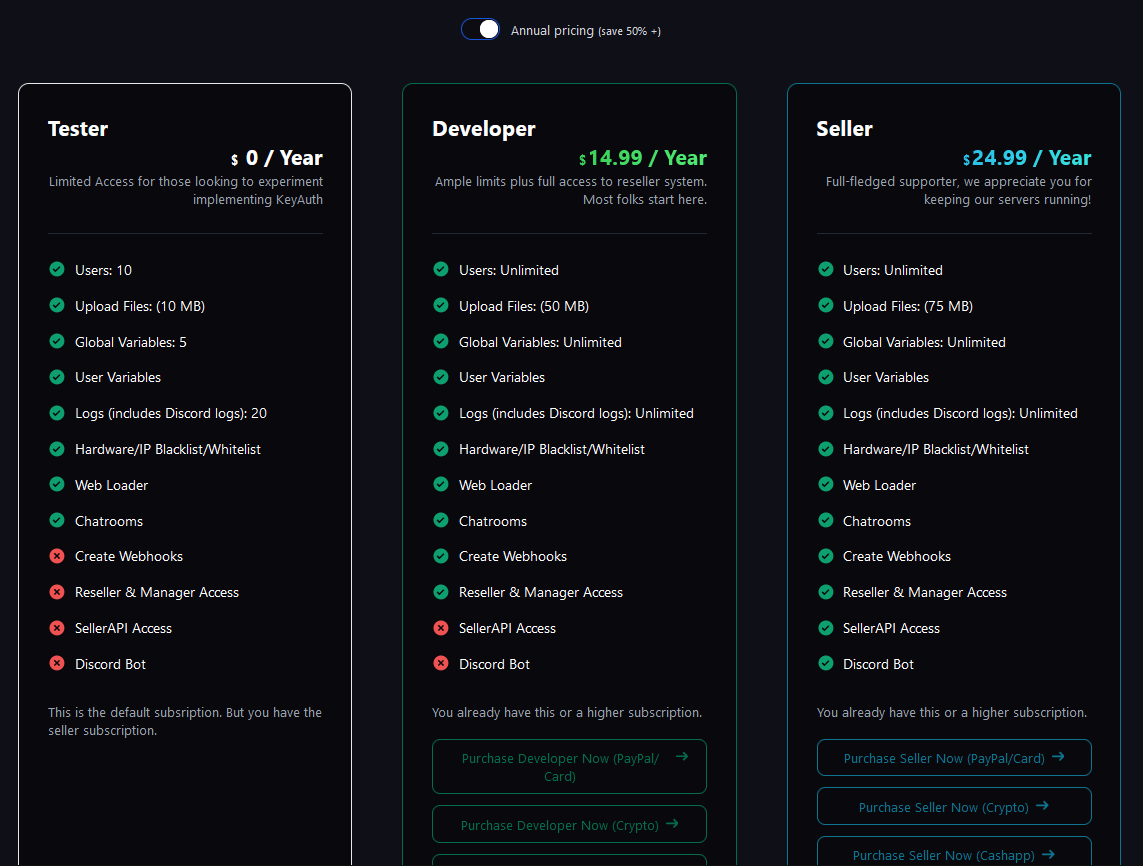 Annual pricing (save 50% +)
Tester
$ 0 / Year
Limited Access for those looking to experiment
implementing KeyAuth
Users: 10
Upload Files: (10 MB)
Global Variables: 5
User Variables
Logs (includes Discord logs): 20
Hardware/IP Blacklist/Whitelist
Web Loader
Chatrooms
Create Webhooks
Reseller & Manager Access
SellerAPI Access
Discord Bot
This is the default subsription. But you have the
seller subscription.
Developer
$14.99 / Year
Ample limits plus full access to reseller system.
Most folks start here.
Users: Unlimited
Upload Files: (50 MB)
Global Variables: Unlimited
User Variables
Logs (includes Discord logs): Unlimited
Hardware/IP Blacklist/Whitelist
Web Loader
Chatrooms
Create Webhooks
Reseller & Manager Access
SellerAPI Access
Discord Bot
You already have this or a higher subscription.
Purchase Developer Now (PayPal/
Card)
Purchase Developer Now (Crypto)
Seller
$24.99 / Year
Full-fledged supporter, we appreciate you for
keeping our servers running!
Users: Unlimited
Upload Files: (75 MB)
Global Variables: Unlimited
User Variables
Logs (includes Discord logs): Unlimited
Hardware/IP Blacklist/Whitelist
Web Loader
Chatrooms
Create Webhooks
Reseller & Manager Access
SellerAPI Access
Discord Bot
You already have this or a higher subscription.
Purchase Seller Now (PayPal/Card)
Purchase Seller Now (Crypto)
Purchase Seller Now (Cashapp)